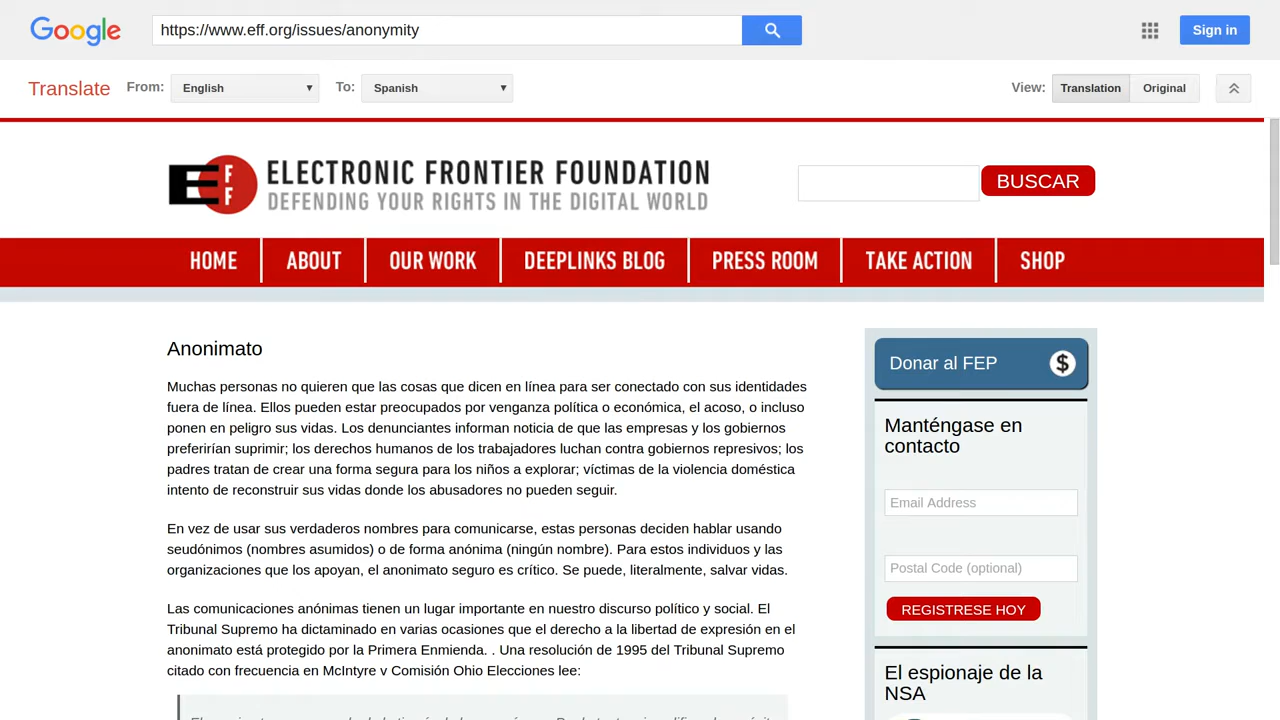 Google
https://www.eff.org/issues/anonymity
Sign in
Translate From: English To: Spanish View: Translation Original
EFF
ELECTRONIC FRONTIER FOUNDATION
DEFENDING YOUR RIGHTS IN THE DIGITAL WORLD
BUSCAR
HOME ABOUT OUR WORK DEEPLINKS BLOG PRESS ROOM TAKE ACTION SHOP
Anonimato
Muchas personas no quieren que las cosas que dicen en línea para ser conectado con sus identidades
fuera de línea. Ellos pueden estar preocupados por venganza política o económica, el acoso, o incluso
ponen en peligro sus vidas. Los denunciantes informan noticia de que las empresas y los gobiernos
preferirían suprimir; los derechos humanos de los trabajadores luchan contra gobiernos represivos; los
padres tratan de crear una forma segura para los niños a explorar; víctimas de la violencia doméstica
intento de reconstruir sus vidas donde los abusadores no pueden seguir.
En vez de usar sus verdaderos nombres para comunicarse, estas personas deciden hablar usando
seudónimos (nombres asumidos) o de forma anónima (ningún nombre). Para estos individuos y las
organizaciones que los apoyan, el anonimato seguro es crítico. Se puede, literalmente, salvar vidas.
Las comunicaciones anónimas tienen un lugar importante en nuestro discurso político y social. El
Tribunal Supremo ha dictaminado en varias ocasiones que el derecho a la libertad de expresión en el
anonimato está protegido por la Primera Enmienda. . Una resolución de 1995 del Tribunal Supremo
citado con frecuencia en McIntyre v Comisión Ohio Elecciones lee:
Donar al FEP $
Manténgase en
contacto
Email Address
Postal Code (optional)
REGISTRESE HOY
El espionaje de la
NSA